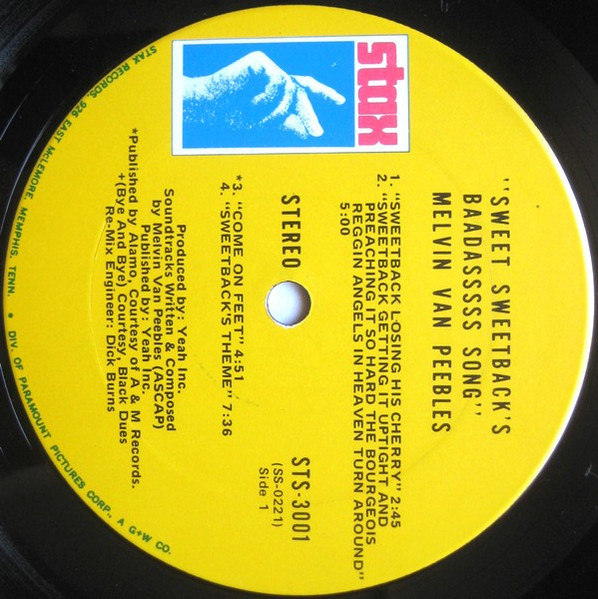 stax
"SWEET SWEETBACK'S
BAADASSSSS SONG"
MELVIN VAN PEEBLES
1. "SWEETBACK LOSING HIS CHERRY" 2:45
2. "SWEETBACK GETTING IT UPTIGHT AND
PREACHING IT SO HARD THE BOURGEOIS
REGGIN ANGELS IN HEAVEN TURN AROUND"
5:00
STEREO
STS-3001
(SS-0221)
Side 1
*3. "COME ON FEET" 4:51
4. "SWEETBACK'S THEME" 7:36
Produced by: Yeah Inc.
Soundtracks Written & Composed
by Melvin Van Peebles (ASCAP)
Published by: Yeah Inc.
*Published by Alamo, Courtesy of A & M Records.
+(Bye And Bye) Courtesy, Black Dues
Re-Mix Engineer: Dick Burns
STAX RECORDS, 926 EAST McLEMORE, MEMPHIS, TENN. • DIV. OF PARAMOUNT PICTURES CORP., A G+W CO.